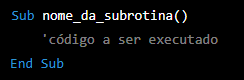 Sub nome_da_subrotina()
    'código a ser executado
End Sub